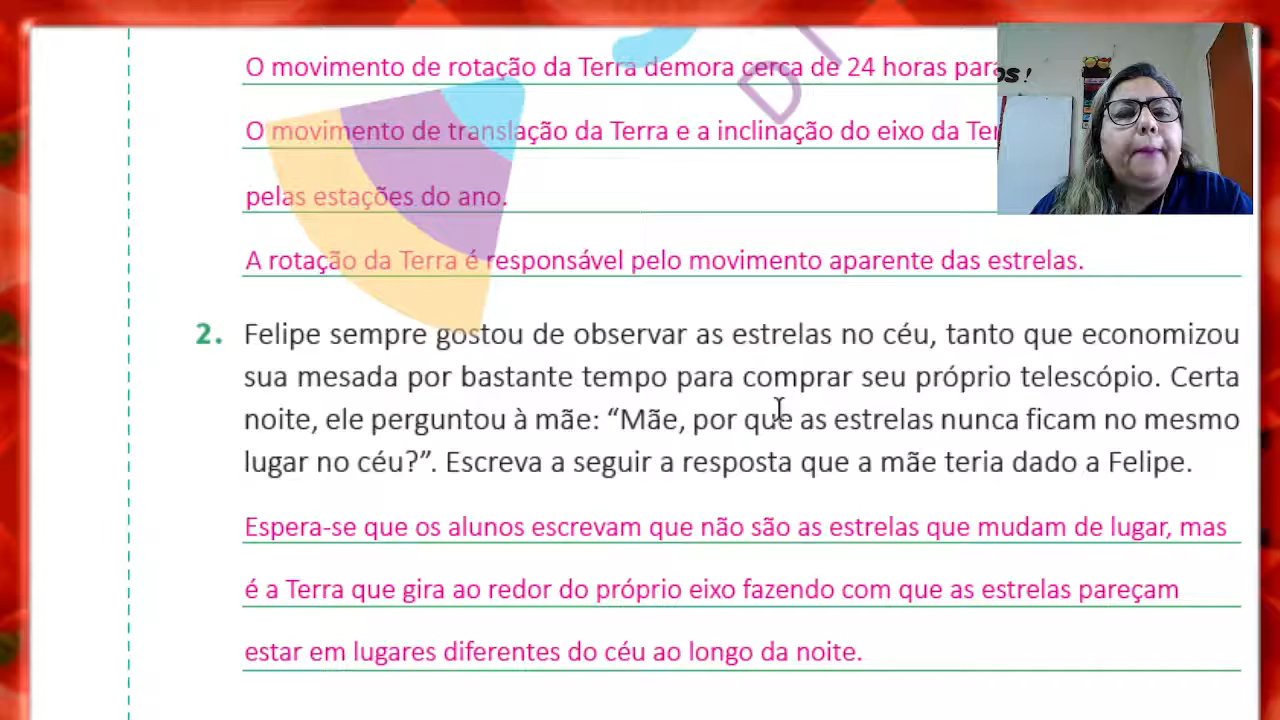 O movimento de rotação da Terra demora cerca de 24 horas para
OS!
O movimento de translação da Terra e a inclinação do eixo da
pelas estações do ano.
A rotação da Terra é responsável pelo movimento aparente das estrelas.
2. Felipe sempre gostou de observar as estrelas no céu, tanto que economizou
sua mesada por bastante tempo para comprar seu próprio telescópio. Certa
noite, ele perguntou à mãe: “Mãe, por que as estrelas nunca ficam no mesmo
lugar no céu?”. Escreva a seguir a resposta que a mãe teria dado a Felipe.
Espera-se que os alunos escrevam que não são as estrelas que mudam de lugar, mas
é a Terra que gira ao redor do próprio eixo fazendo com que as estrelas pareçam
estar em lugares diferentes do céu ao longo da noite.